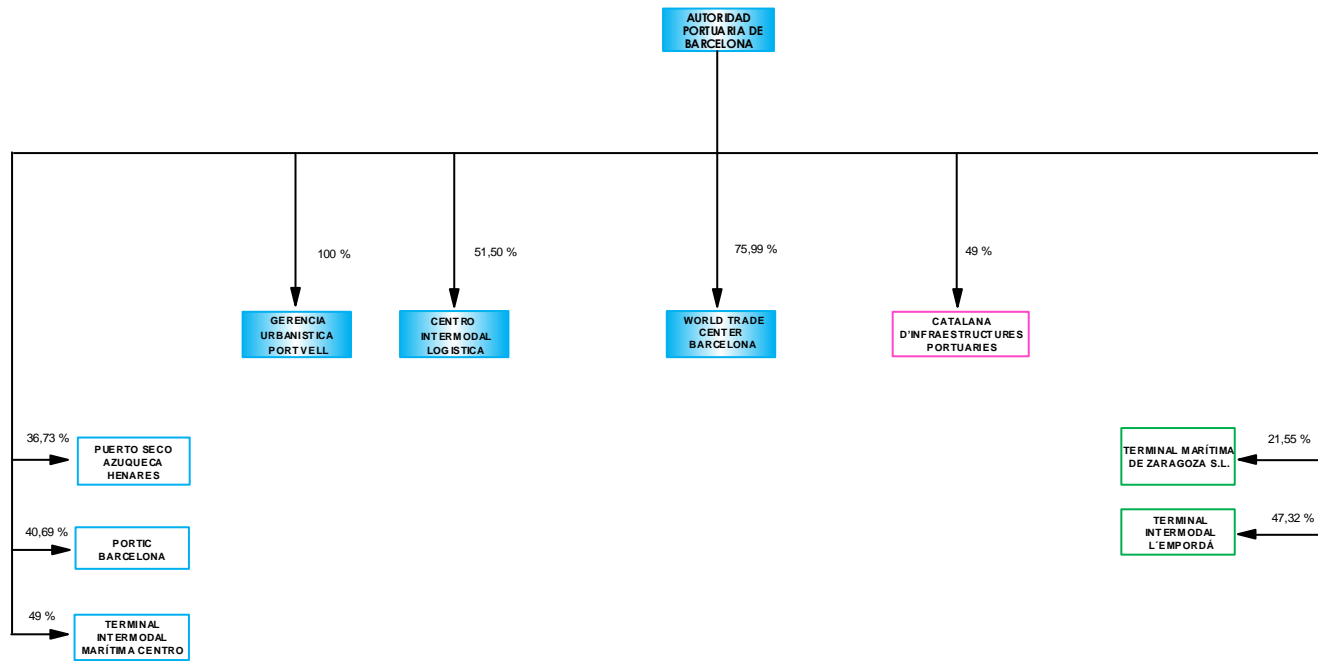 AUTORIDAD
PORTUARIA DE
BARCELONA
100 %
51,50 %
75,99 %
49 %
GERENCIA
URBANISTICA
PORT VELL
CENTRO
INTERMODAL
LOGISTICA
WORLD TRADE
CENTER
BARCELONA
CATALANA
D'INFRAESTRUCTURES
PORTUARIES
36,73 %
PUERTO SECO
AZUQUECA
HENARES
TERMINAL MARÍTIMA
DE ZARAGOZA S.L.
21,55 %
40,69 %
PORTIC
BARCELONA
TERMINAL
INTERMODAL
L´EMPORDÁ
47,32 %
49 %
TERMINAL
INTERMODAL
MARÍTIMA CENTRO